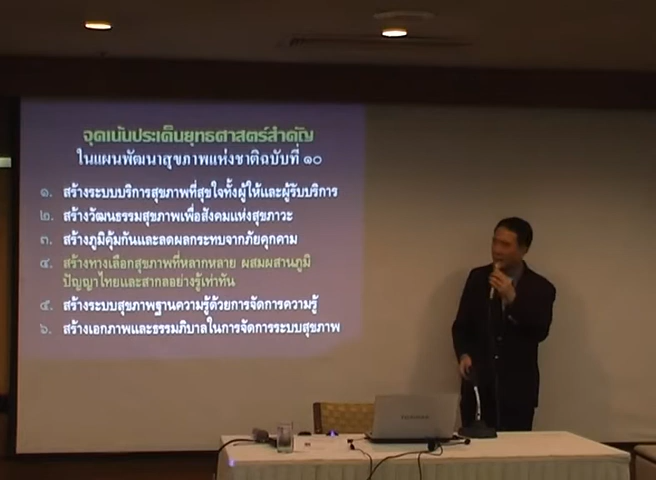 จุดเน้นประเด็นยุทธศาสตร์สำคัญ
ในแผนพัฒนาสุขภาพแห่งชาติฉบับที่ ๑๐
๑. สร้างระบบบริการสุขภาพที่สุขใจทั้งผู้ให้และผู้รับบริการ
๒. สร้างวัฒนธรรมสุขภาพเพื่อสังคมแห่งสุขภาวะ
๓. สร้างภูมิคุ้มกันและลดผลกระทบจากภัยคุกคาม
๔. สร้างทางเลือกสุขภาพที่หลากหลาย ผสมผสานภูมิ
ปัญญาไทยและสากลอย่างรู้เท่าทัน
๕. สร้างระบบสุขภาพฐานความรู้ด้วยการจัดการความรู้
๖. สร้างเอกภาพและธรรมภิบาลในการจัดการระบบสุขภาพ